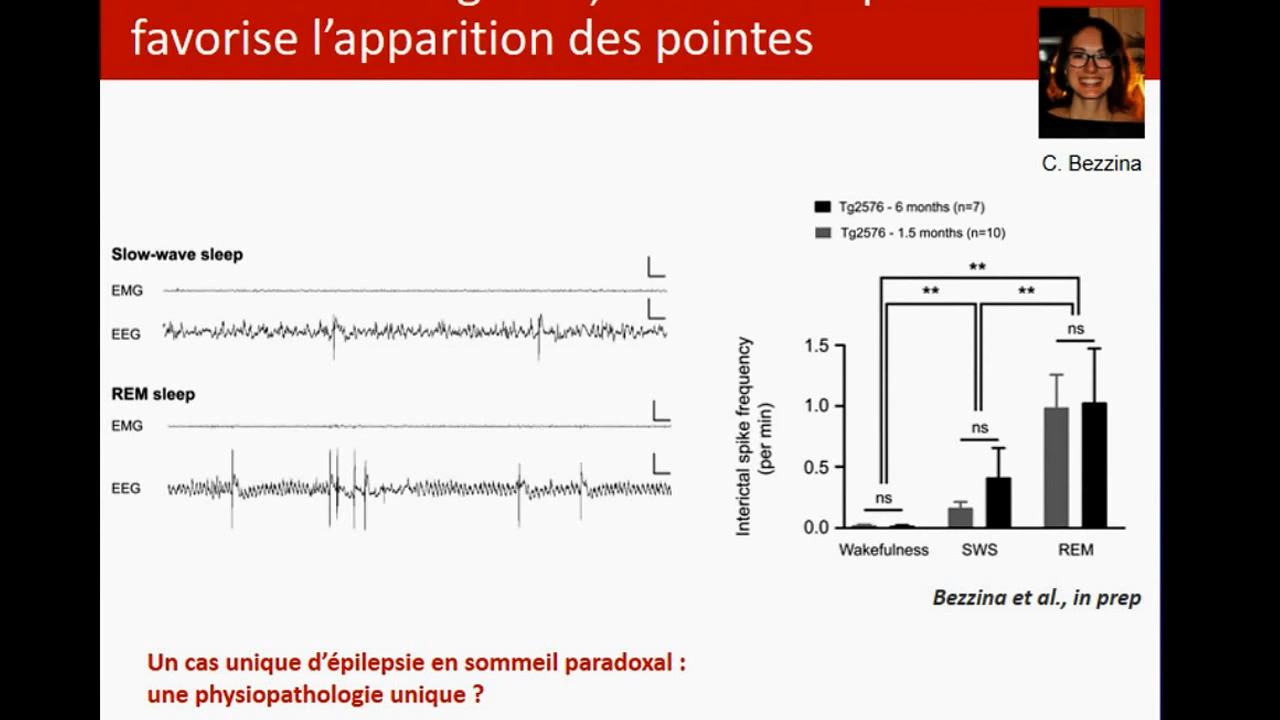 favorise l’apparition des pointes
C. Bezzina
Tg2576 - 6 months (n=7)
Tg2576 - 1.5 months (n=10)
Slow-wave sleep
EMG
EEG
REM sleep
EMG
EEG
**
** **
ns
ns
ns
Interictal spike frequency
(per min)
1.5
1.0
0.5
0.0
Wakefulness SWS REM
Bezzina et al., in prep
Un cas unique d’épilepsie en sommeil paradoxal :
une physiopathologie unique ?